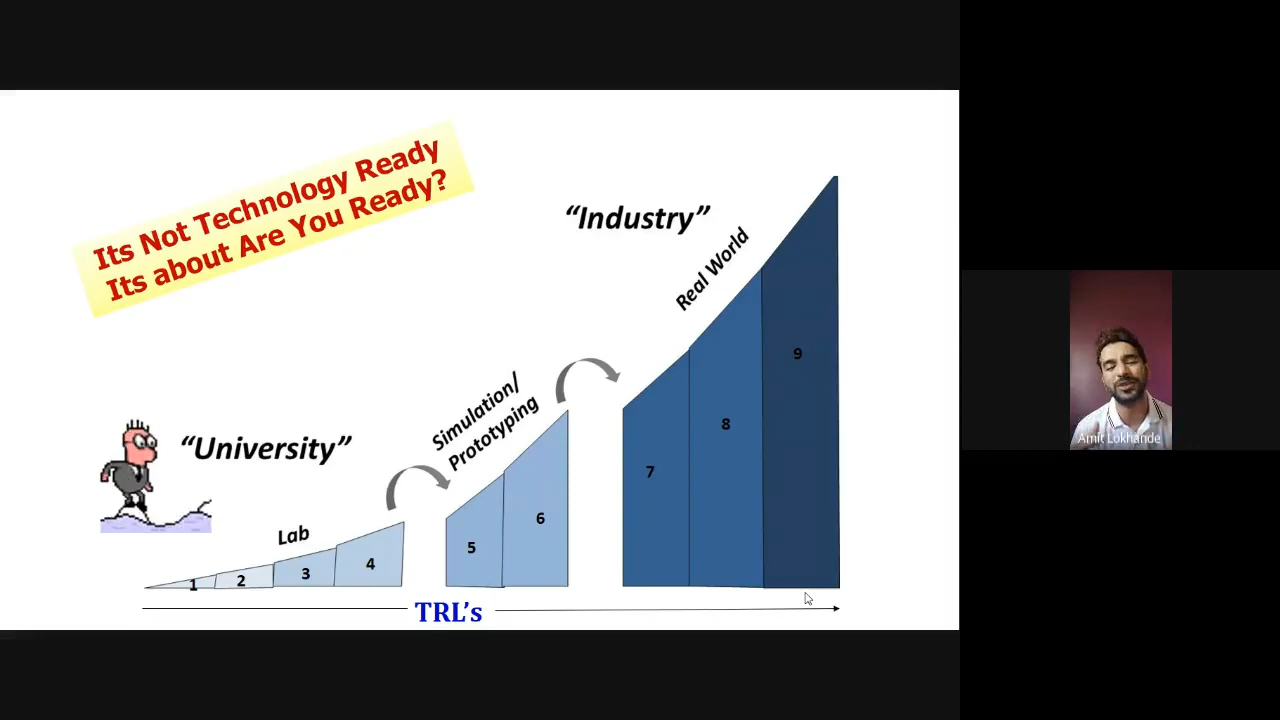 Its Not Technology Ready
Its about Are You Ready?
“Industry”
Real World
Simulation/
Prototyping
“University”
Lab
1
2
3
4
5
6
7
8
9
TRL’s
Amit Lokhande